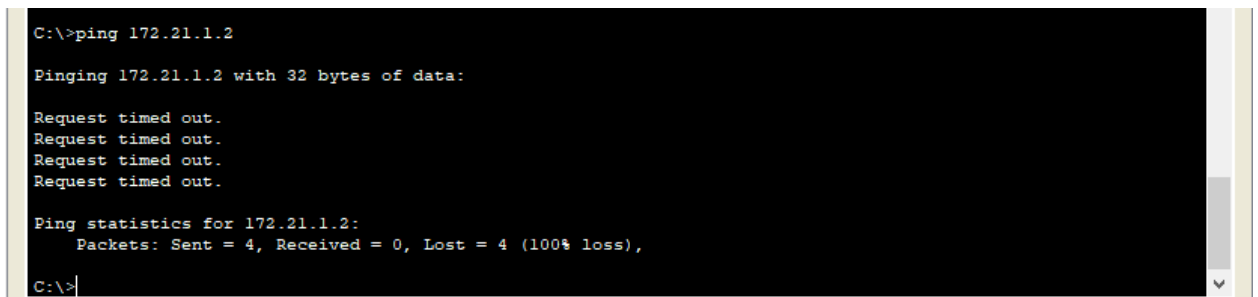 C:\>ping 172.21.1.2
Pinging 172.21.1.2 with 32 bytes of data:
Request timed out.
Request timed out.
Request timed out.
Request timed out.
Ping statistics for 172.21.1.2:
Packets: Sent = 4, Received = 0, Lost = 4 (100% loss),
C:\>